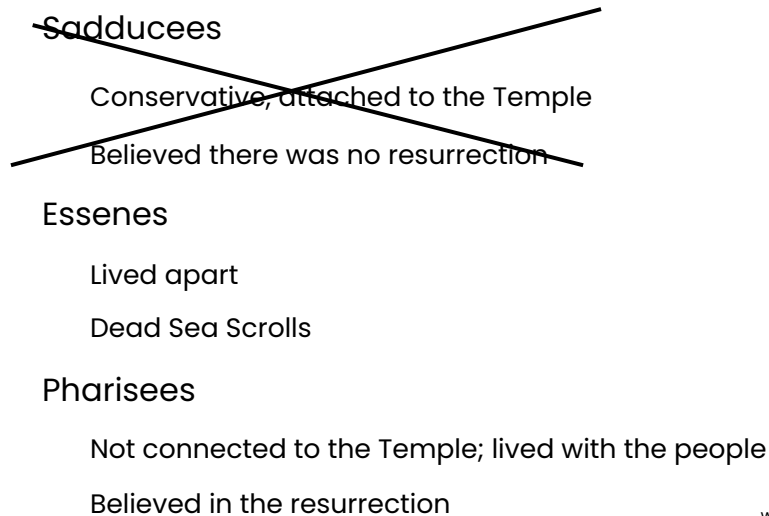 Sadducees
Conservative, attached to the Temple
Believed there was no resurrection
Essenes
Lived apart
Dead Sea Scrolls
Pharisees
Not connected to the Temple; lived with the people
Believed in the resurrection